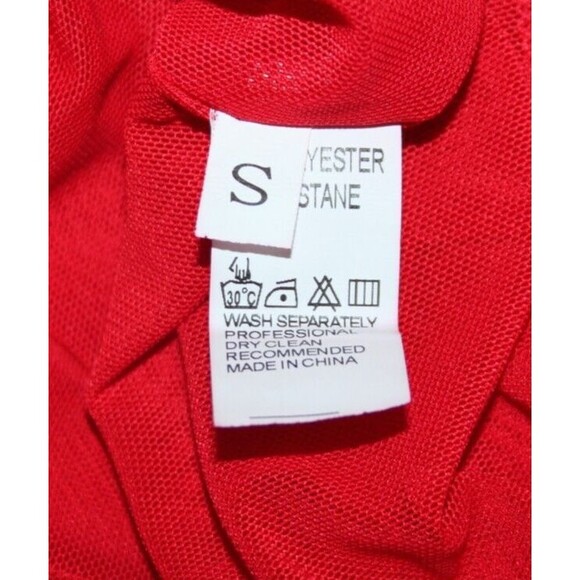 S
YESTER
STANE
30°C
WASH SEPARATELY
PROFESSIONAL
DRY CLEAN
RECOMMENDED
MADE IN CHINA